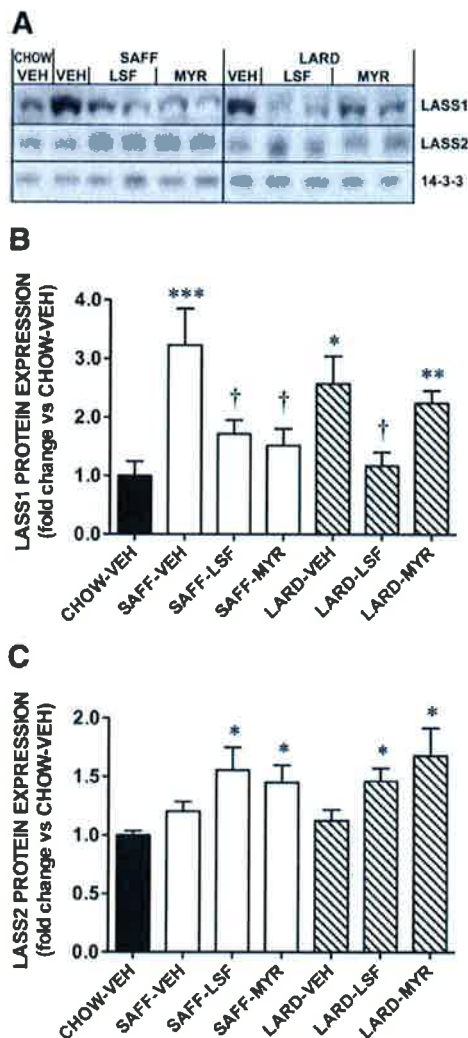 A
CHOW SAFF LARD
VEH VEH LSF MYR VEH LSF MYR
LASS1
LASS2
14-3-3
B
LASS1 PROTEIN EXPRESSION
(fold change vs CHOW-VEH)
4.0
3.0
2.0
1.0
0.0
***
†
†
*
†
**
CHOW-VEH
SAFF-VEH
SAFF-LSF
SAFF-MYR
LARD-VEH
LARD-LSF
LARD-MYR
C
LASS2 PROTEIN EXPRESSION
(fold change vs CHOW-VEH)
2.0
1.5
1.0
0.5
0.0
*
*
*
*
CHOW-VEH
SAFF-VEH
SAFF-LSF
SAFF-MYR
LARD-VEH
LARD-LSF
LARD-MYR